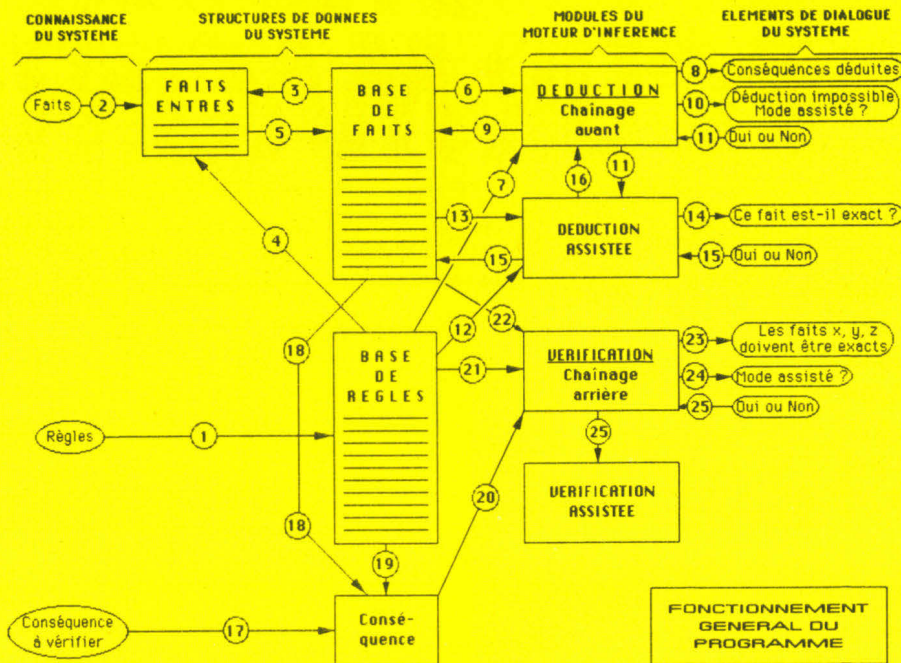 CONNAISSANCE
DU SYSTEME
STRUCTURES DE DONNEES
DU SYSTEME
MODULES DU
MOTEUR D'INFERENCE
ELEMENTS DE DIALOGUE
DU SYSTEME
Faits
2
FAITS
ENTRES
3
5
BASE
DE
FAITS
6
9
DEDUCTION
Chaînage
avant
8
Conséquences déduites
10
Déduction impossible
Mode assisté ?
11
Oui ou Non
7
16
11
4
13
15
DEDUCTION
ASSISTEE
14
Ce fait est-il exact ?
15
Oui ou Non
18
12
22
BASE
DE
REGLES
21
VERIFICATION
Chaînage
arrière
23
Les faits x, y, z
doivent être exacts
24
Mode assisté ?
25
Oui ou Non
Règles
1
25
20
VERIFICATION
ASSISTEE
18
19
Conséquence
à vérifier
17
Consé-
quence
FONCTIONNEMENT
GENERAL DU
PROGRAMME